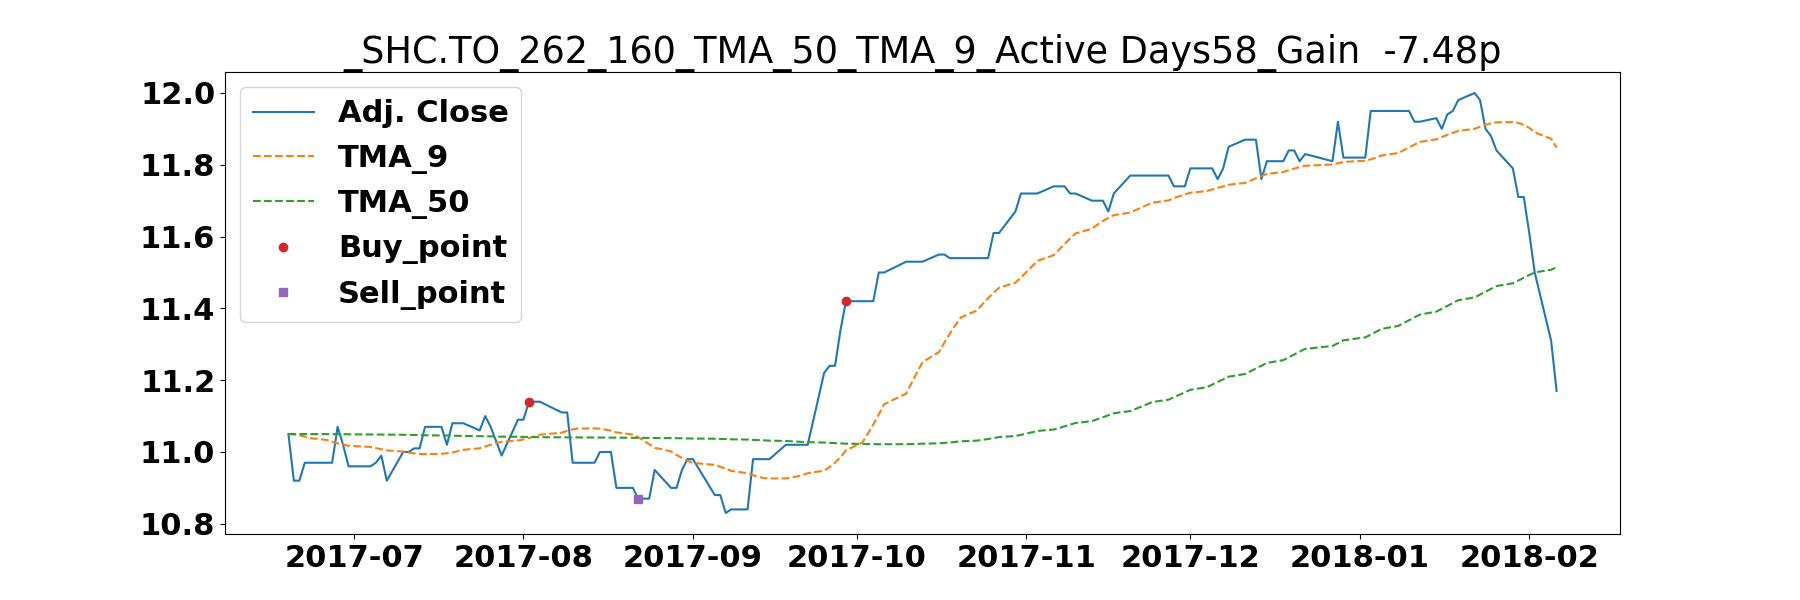 _SHC.TO_262_160_TMA_50_TMA_9_Active Days58_Gain  -7.48p
12.0
11.8
11.6
11.4
11.2
11.0
10.8
Adj. Close
TMA_9
TMA_50
Buy_point
Sell_point
2017-07 2017-08 2017-09 2017-10 2017-11 2017-12 2018-01 2018-02